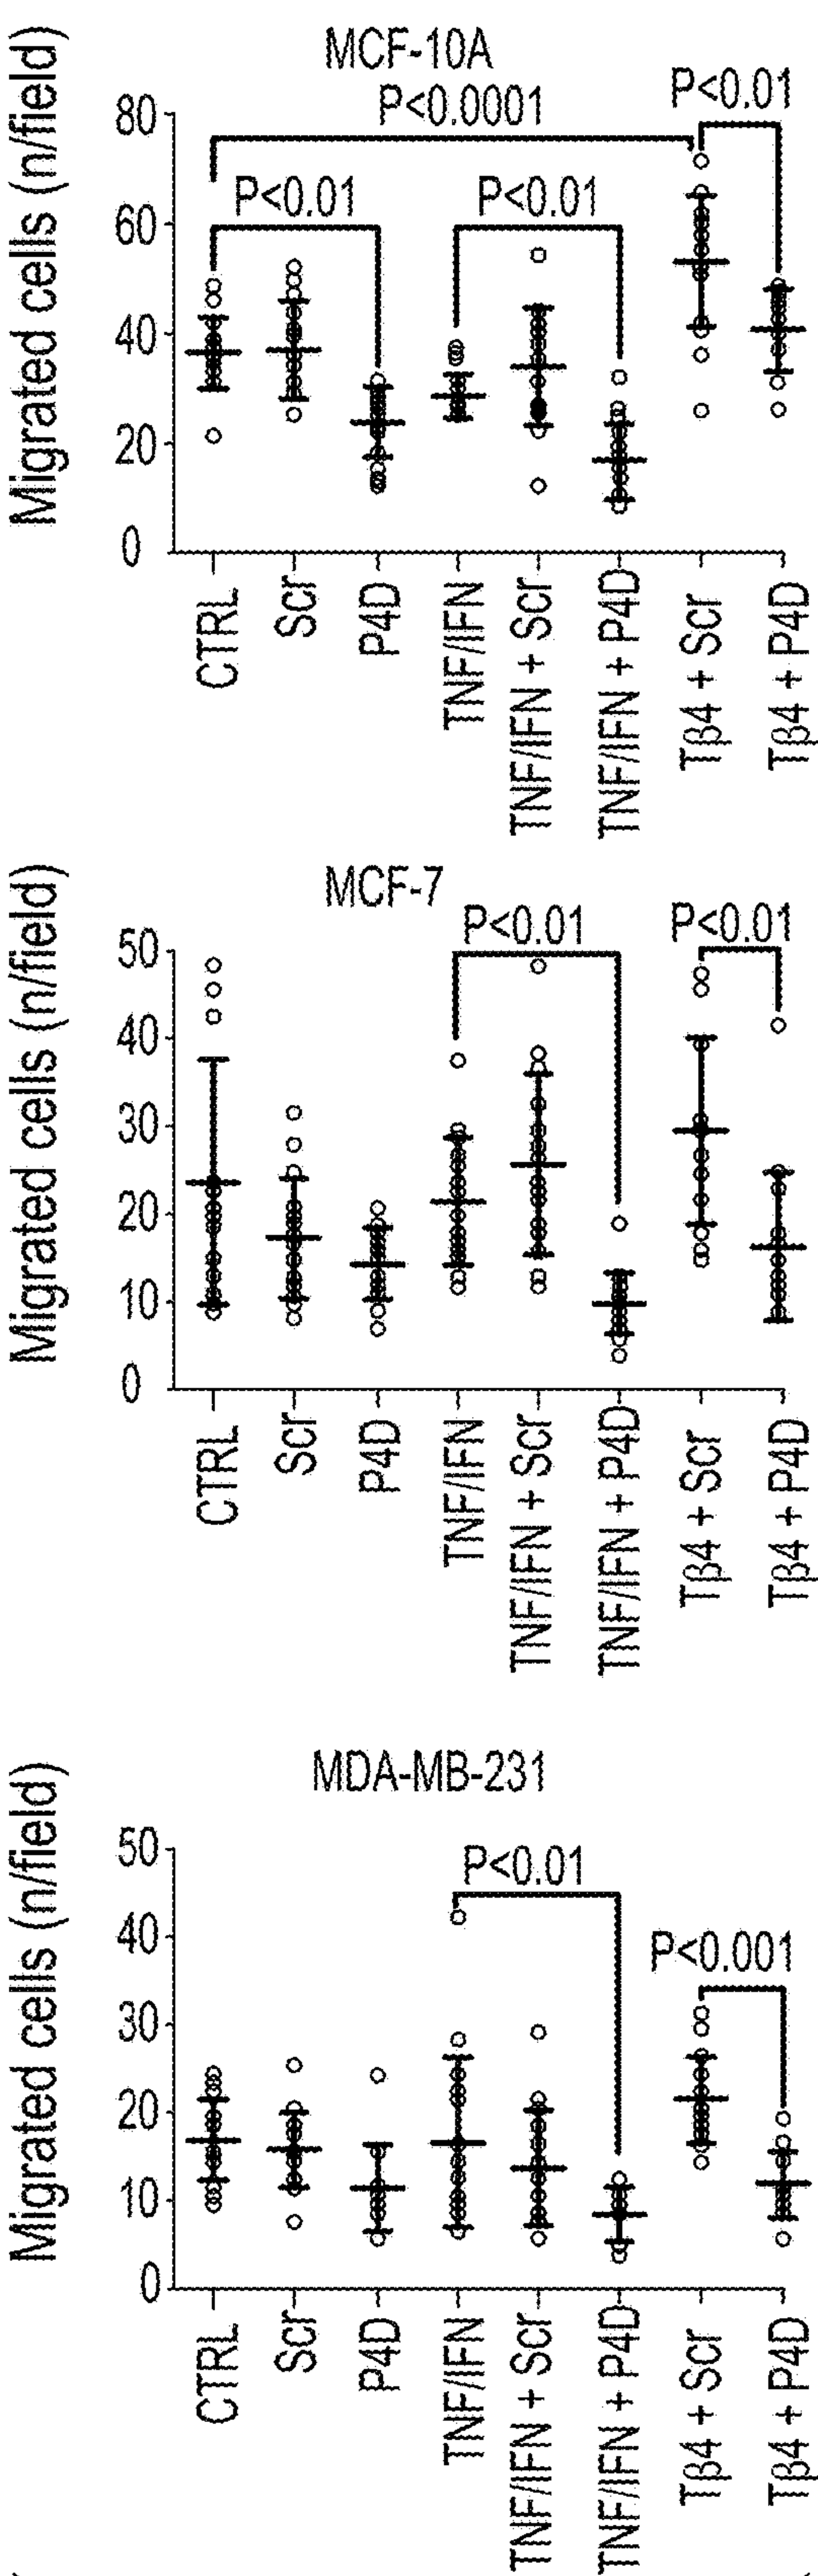 MCF-10A
P<0.0001
P<0.01
P<0.01
P<0.01
Migrated cells (n/field)
80
60
40
20
0
CTRL
Scr
P4D
TNF/IFN
TNF/IFN + Scr
TNF/IFN + P4D
Tβ4 + Scr
Tβ4 + P4D
MCF-7
P<0.01
P<0.01
Migrated cells (n/field)
50
40
30
20
10
0
CTRL
Scr
P4D
TNF/IFN
TNF/IFN + Scr
TNF/IFN + P4D
Tβ4 + Scr
Tβ4 + P4D
MDA-MB-231
P<0.01
P<0.001
Migrated cells (n/field)
50
40
30
20
10
0
CTRL
Scr
P4D
TNF/IFN
TNF/IFN + Scr
TNF/IFN + P4D
Tβ4 + Scr
Tβ4 + P4D